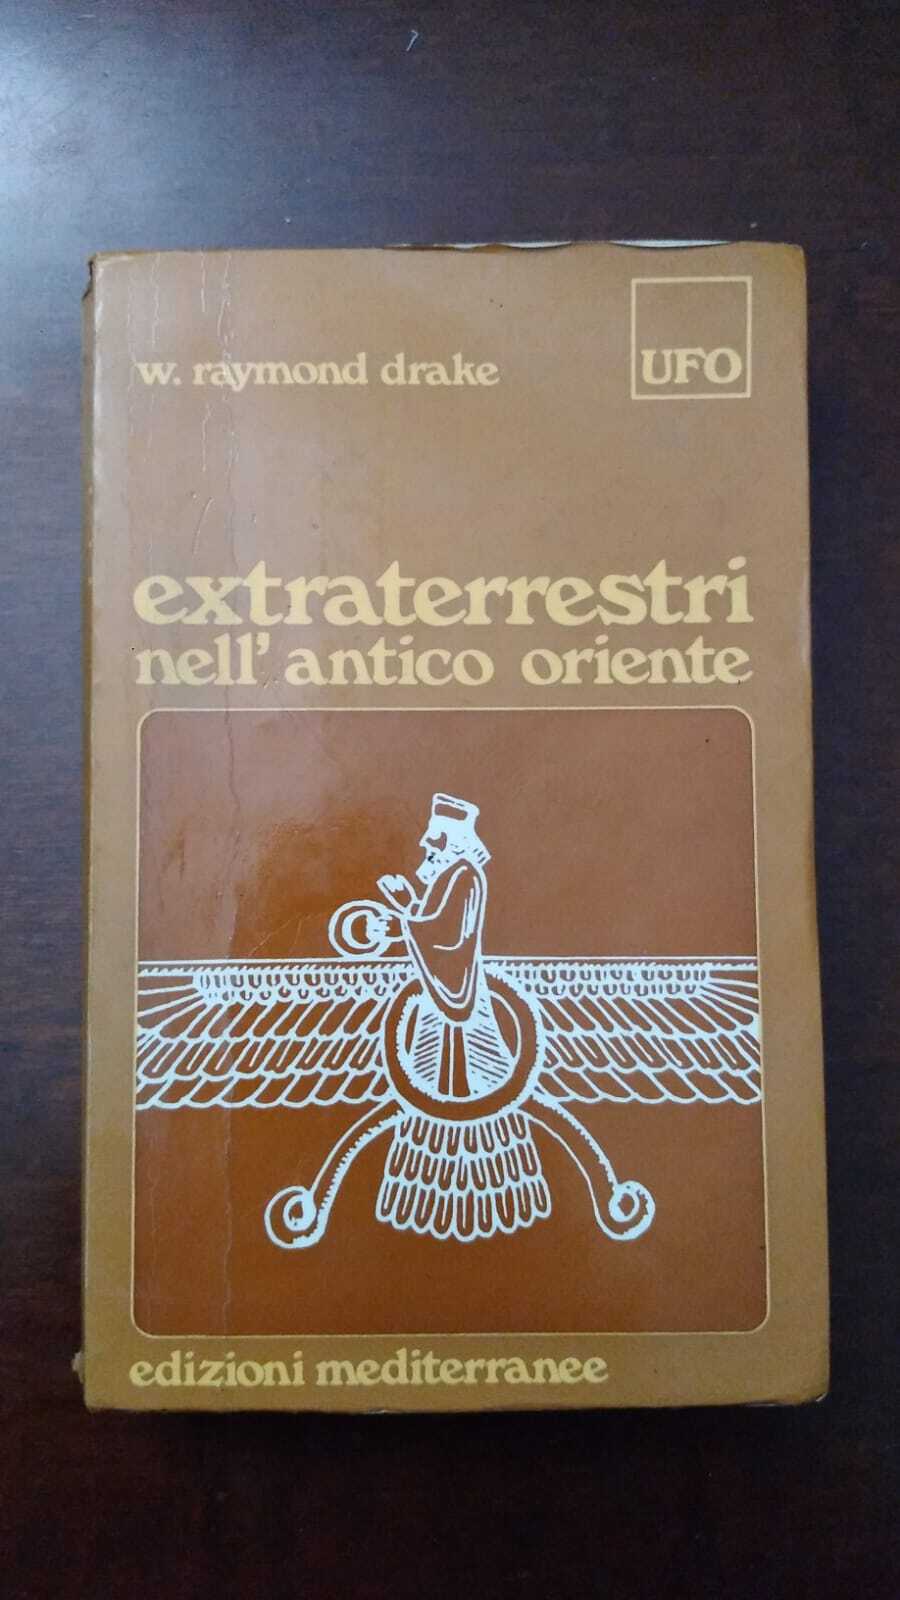 w. raymond drake
UFO
extraterrestri
nell'antico oriente
edizioni mediterranee